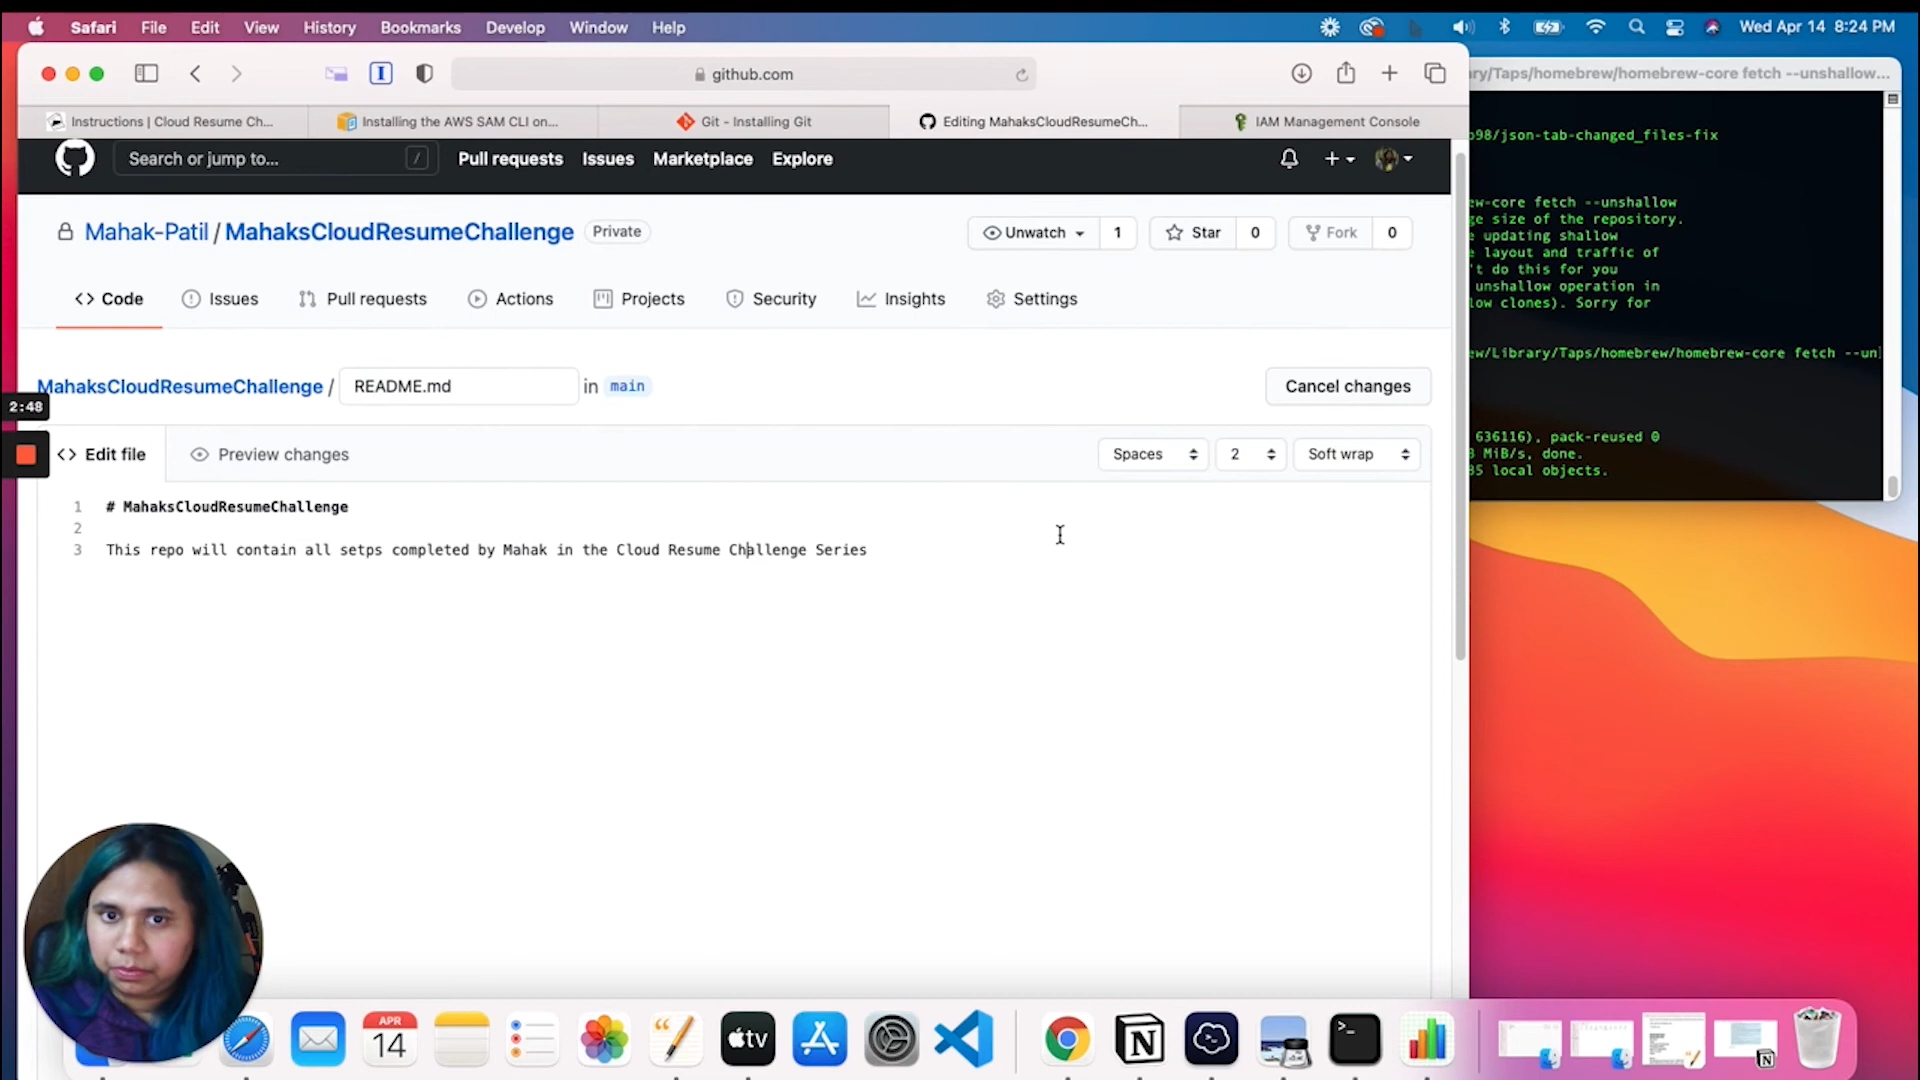 Safari File Edit View History Bookmarks Develop Window Help Wed Apr 14 8:24 PM
github.com
ry/Taps/homebrew/homebrew-core fetch --unshallow...
Instructions | Cloud Resume Ch...
Installing the AWS SAM CLI on...
Git - Installing Git
Editing MahaksCloudResumeCh...
IAM Management Console
98/json-tab-changed_files-fix
Search or jump to... /
Pull requests Issues Marketplace Explore
ew-core fetch --unshallow
ge size of the repository.
e updating shallow
e layout and traffic of
't do this for you
unshallow operation in
low clones). Sorry for
Mahak-Patil / MahaksCloudResumeChallenge Private
Unwatch 1 Star 0 Fork 0
Code Issues Pull requests Actions Projects Security Insights Settings
ew/Library/Taps/homebrew/homebrew-core fetch --un
MahaksCloudResumeChallenge / README.md in main
Cancel changes
2:48
636116), pack-reused 0
MiB/s, done.
85 local objects.
<> Edit file Preview changes Spaces 2 Soft wrap
1 # MahaksCloudResumeChallenge
2
3 This repo will contain all setps completed by Mahak in the Cloud Resume Challenge Series
APR
14
tv